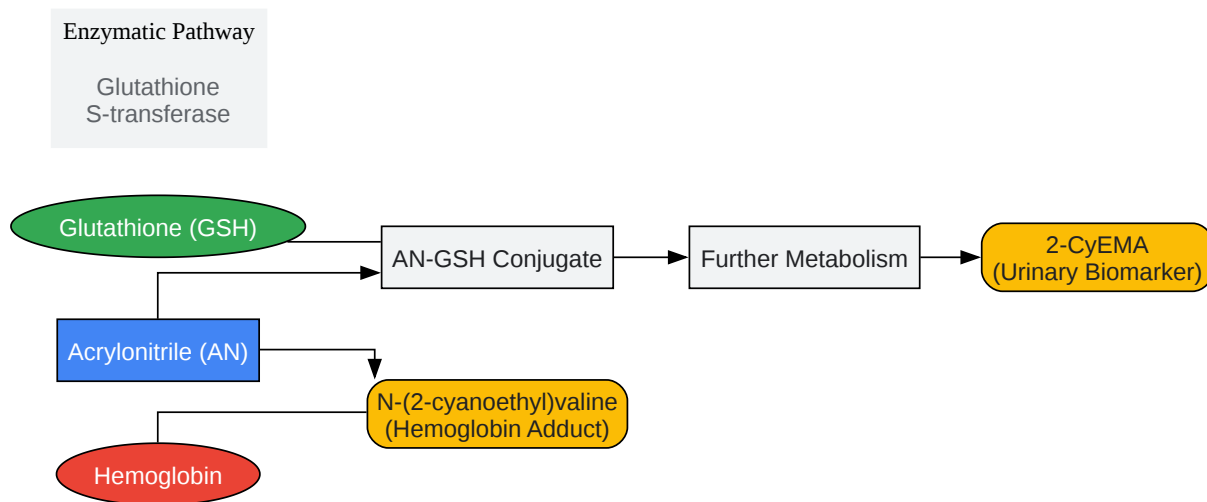 Enzymatic Pathway
Glutathione
S-transferase
Glutathione (GSH)
AN-GSH Conjugate
Further Metabolism
2-CyEMA
(Urinary Biomarker)
Acrylonitrile (AN)
N-(2-cyanoethyl)valine
(Hemoglobin Adduct)
Hemoglobin